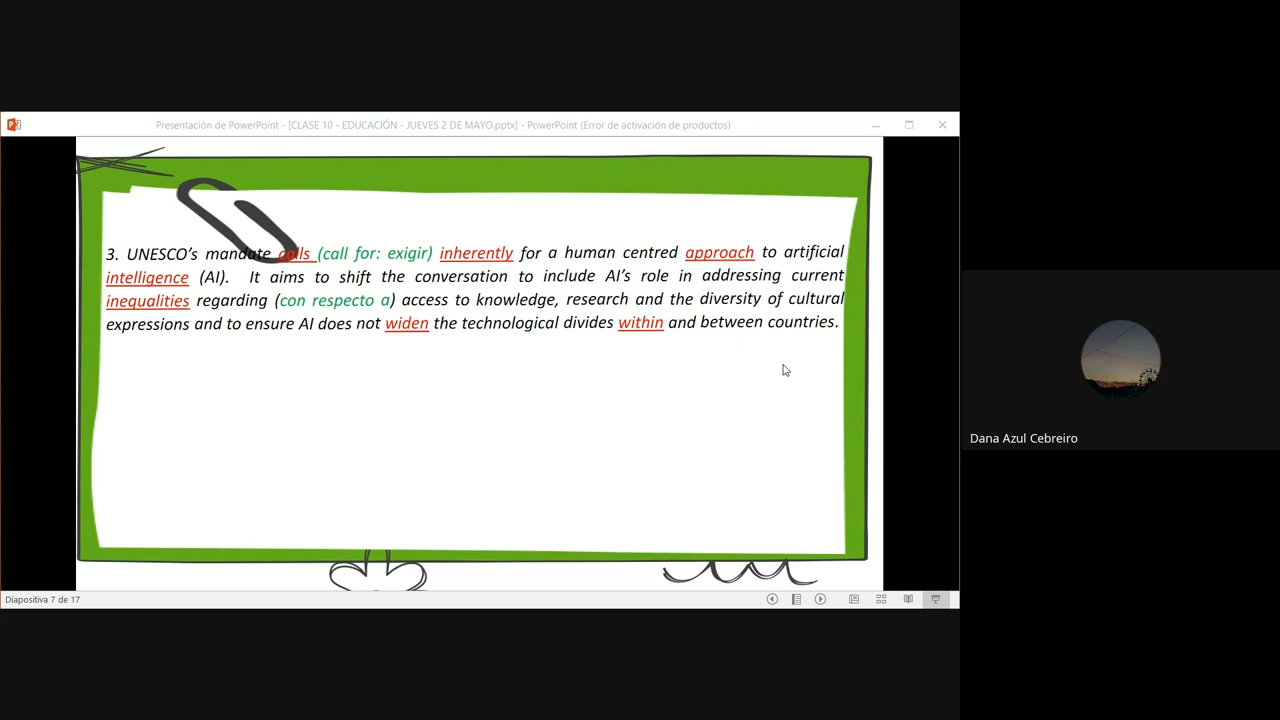 Presentación de PowerPoint - [CLASE 10 - EDUCACIÓN - JUEVES 2 DE MAYO.pptx] - PowerPoint (Error de activación de productos)
3. UNESCO's mandate calls (call for: exigir) inherently for a human centred approach to artificial
intelligence (AI). It aims to shift the conversation to include AI's role in addressing current
inequalities regarding (con respecto a) access to knowledge, research and the diversity of cultural
expressions and to ensure AI does not widen the technological divides within and between countries.
Dana Azul Cebreiro
Diapositiva 7 de 17